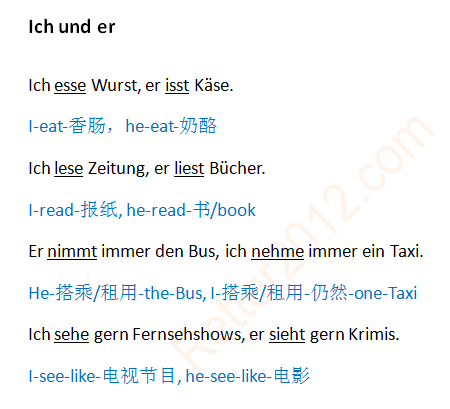 Ich und er
Ich esse Wurst, er isst Käse.
I-eat-香肠，he-eat-奶酪
Ich lese Zeitung, er liest Bücher.
I-read-报纸, he-read-书/book
Er nimmt immer den Bus, ich nehme immer ein Taxi.
He-搭乘/租用-the-Bus, I-搭乘/租用-仍然-one-Taxi
Ich sehe gern Fernsehshows, er sieht gern Krimis.
I-see-like-电视节目, he-see-like-电影
Retter2012.com